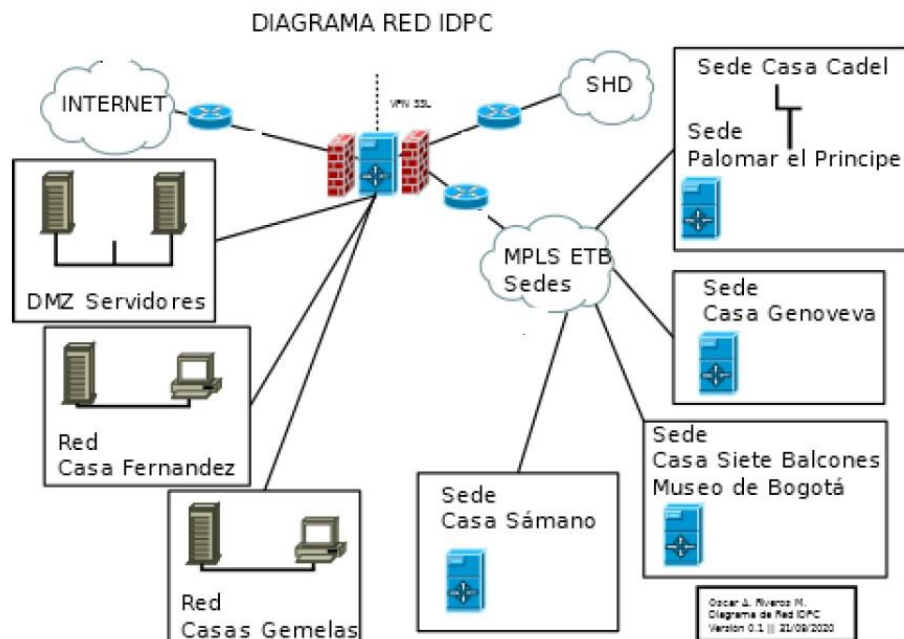 DIAGRAMA RED IDPC
INTERNET
VPN SSL
SHD
Sede Casa Cadel
Sede
Palomar el Principe
DMZ Servidores
MPLS ETB
Sedes
Sede
Casa Genoveva
Red
Casa Fernandez
Sede
Casa Siete Balcones
Museo de Bogotá
Sede
Casa Sámano
Red
Casas Gemelas
Oscar A. Riveros M.
Diagrama de Red IDPC
Versión 0.1 || 21/09/2020